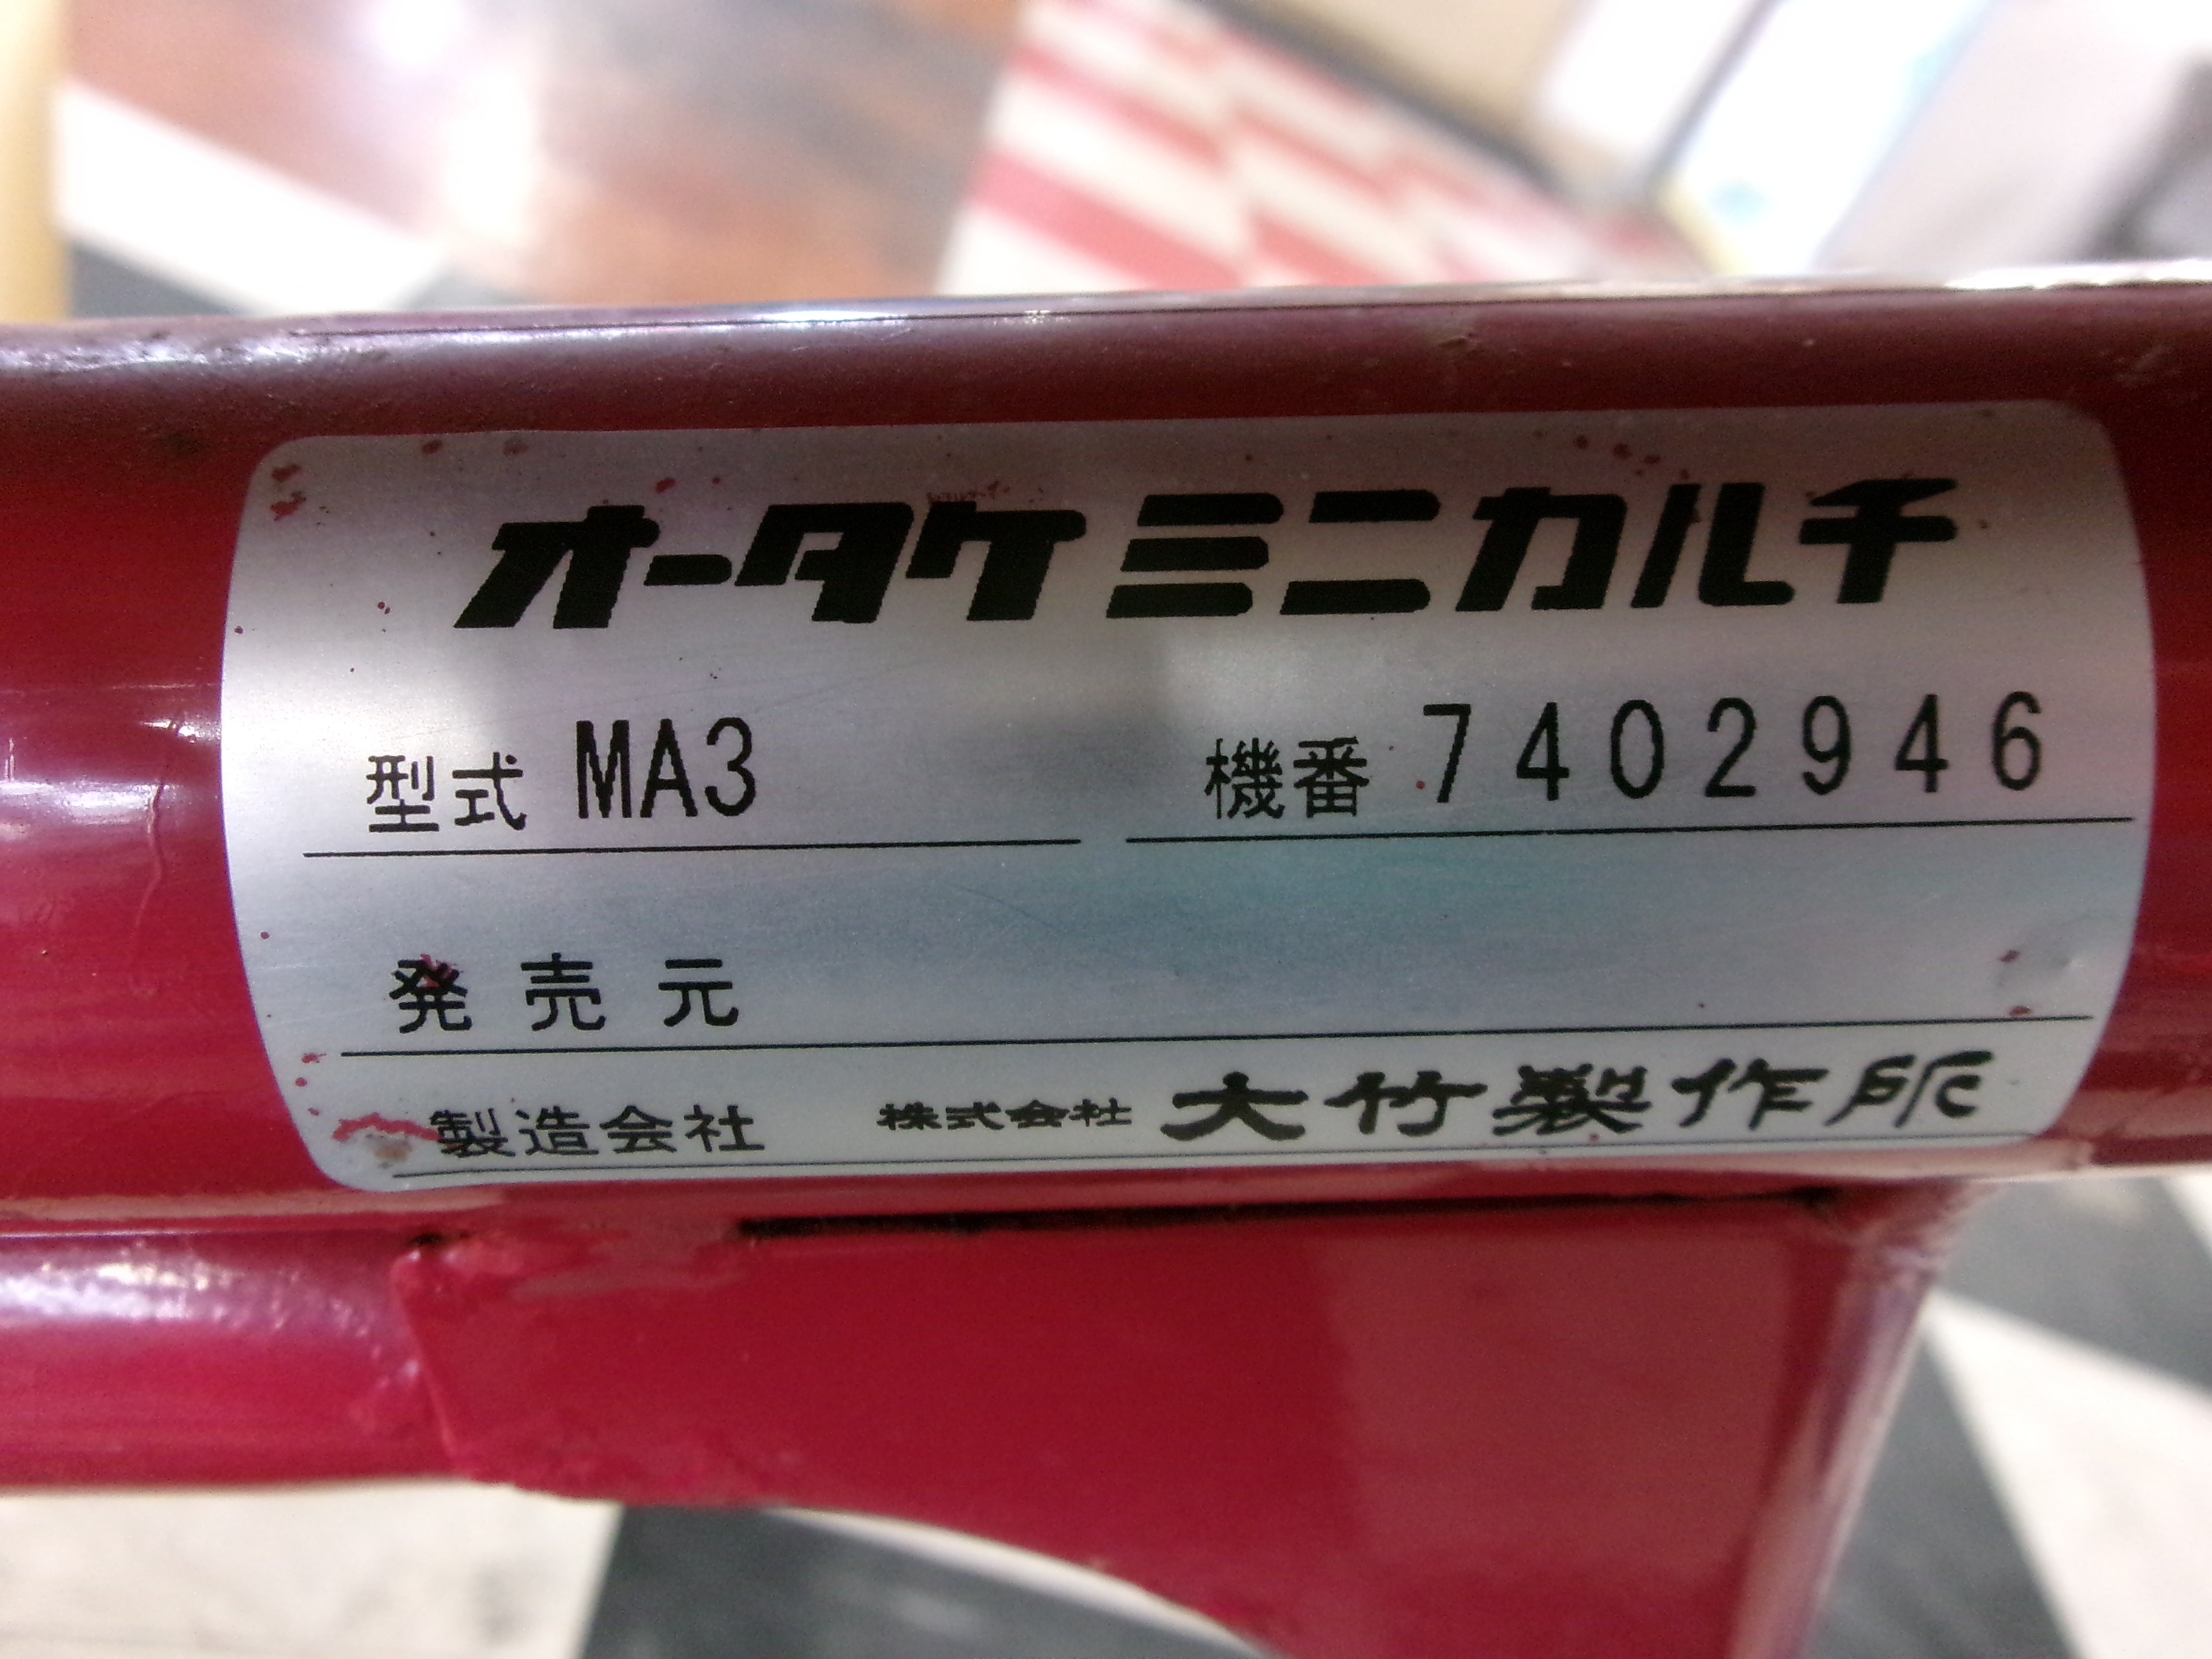 オータケ ミニカルチ
型式 MA3 機番 7402946
発売元
製造会社 株式会社 大竹製作所